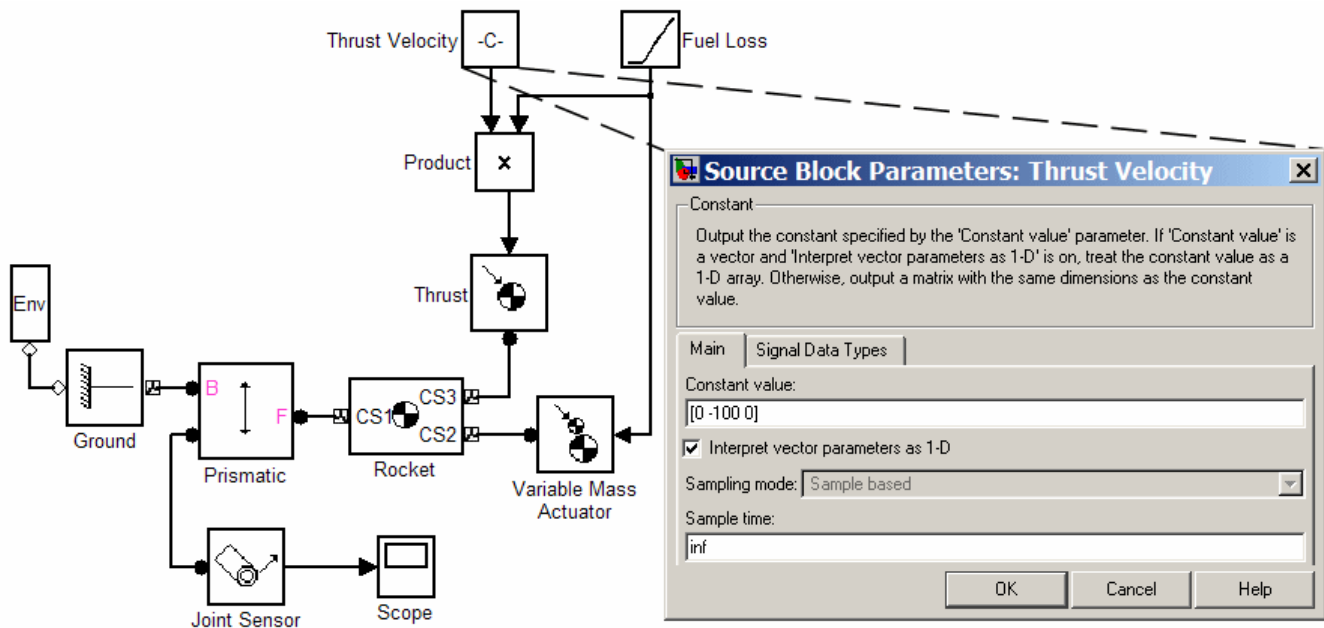 Thrust Velocity
-C-
Fuel Loss
Product
×
Thrust
Env
Ground
B
F
Prismatic
CS1
CS3
CS2
Rocket
Variable Mass
Actuator
Joint Sensor
Scope
Source Block Parameters: Thrust Velocity
Constant
Output the constant specified by the 'Constant value' parameter. If 'Constant value' is
a vector and 'Interpret vector parameters as 1-D' is on, treat the constant value as a
1-D array. Otherwise, output a matrix with the same dimensions as the constant
value.
Main
Signal Data Types
Constant value:
[0 -100 0]
Interpret vector parameters as 1-D
Sampling mode: Sample based
Sample time:
inf
OK
Cancel
Help